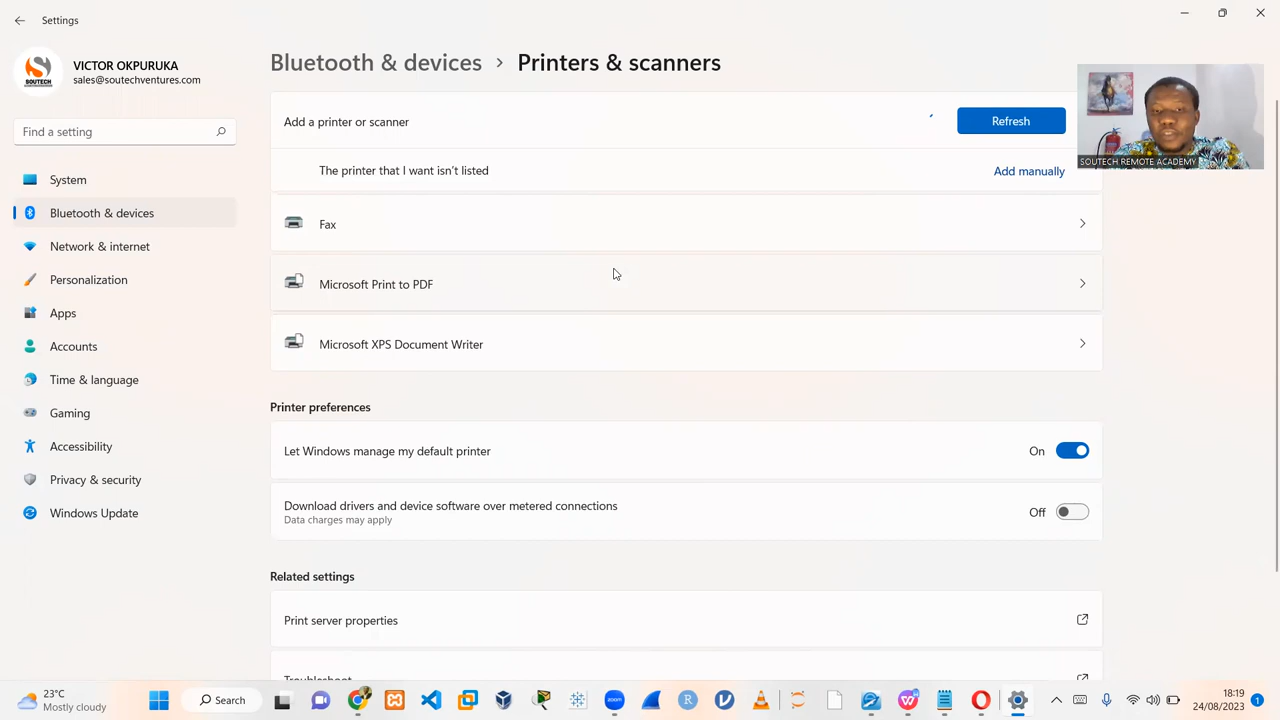 Settings
SOUTECH
VICTOR OKPURUKA
sales@soutechventures.com
Find a setting
System
Bluetooth & devices
Network & internet
Personalization
Apps
Accounts
Time & language
Gaming
Accessibility
Privacy & security
Windows Update
Bluetooth & devices > Printers & scanners
Add a printer or scanner
Refresh
The printer that I want isn't listed
Add manually
Fax
Microsoft Print to PDF
Microsoft XPS Document Writer
Printer preferences
Let Windows manage my default printer
On
Download drivers and device software over metered connections
Data charges may apply
Off
Related settings
Print server properties
Troubleshoot
SOUTECH REMOTE ACADEMY
23°C
Mostly cloudy
Search
zoom
18:19
24/08/2023
1